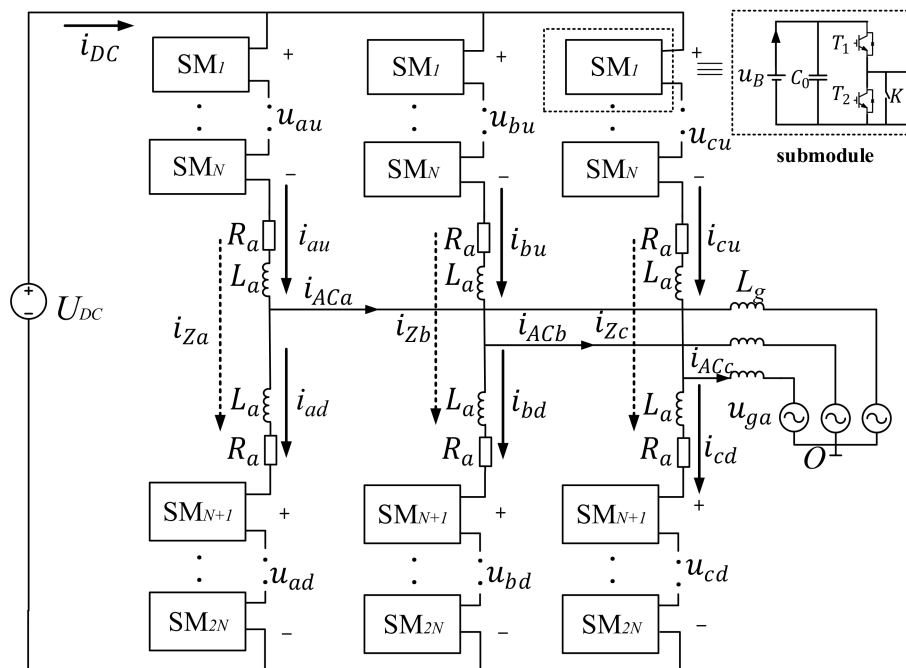 i_DC
SM_1
+
SM_1
+
SM_1
+
≡
u_B
C_0
T_1
T_2
K
submodule
u_au
u_bu
u_cu
SM_N
−
SM_N
−
SM_N
−
R_a
i_au
R_a
i_bu
R_a
i_cu
L_a
i_ACa
L_a
L_a
L_g
U_DC
i_Za
i_Zb
i_ACb
i_Zc
i_ACc
L_a
i_ad
L_a
i_bd
L_a
u_ga
R_a
R_a
R_a
i_cd
O
SM_N+1
+
SM_N+1
+
SM_N+1
+
u_ad
u_bd
u_cd
SM_2N
−
SM_2N
−
SM_2N
−